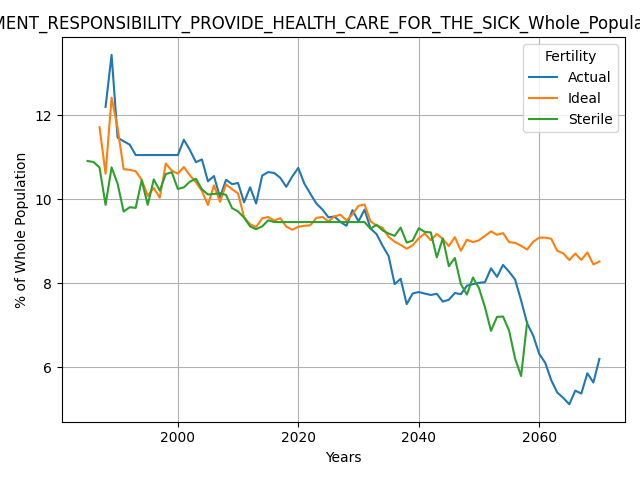 MENT_RESPONSIBILITY_PROVIDE_HEALTH_CARE_FOR_THE_SICK_Whole_Popula
Fertility
Actual
Ideal
Sterile
% of Whole Population
12
10
8
6
2000 2020 2040 2060
Years